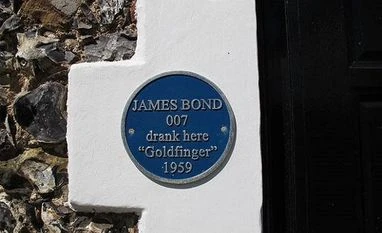 JAMES BOND
007
drank here
“Goldfinger”
1959